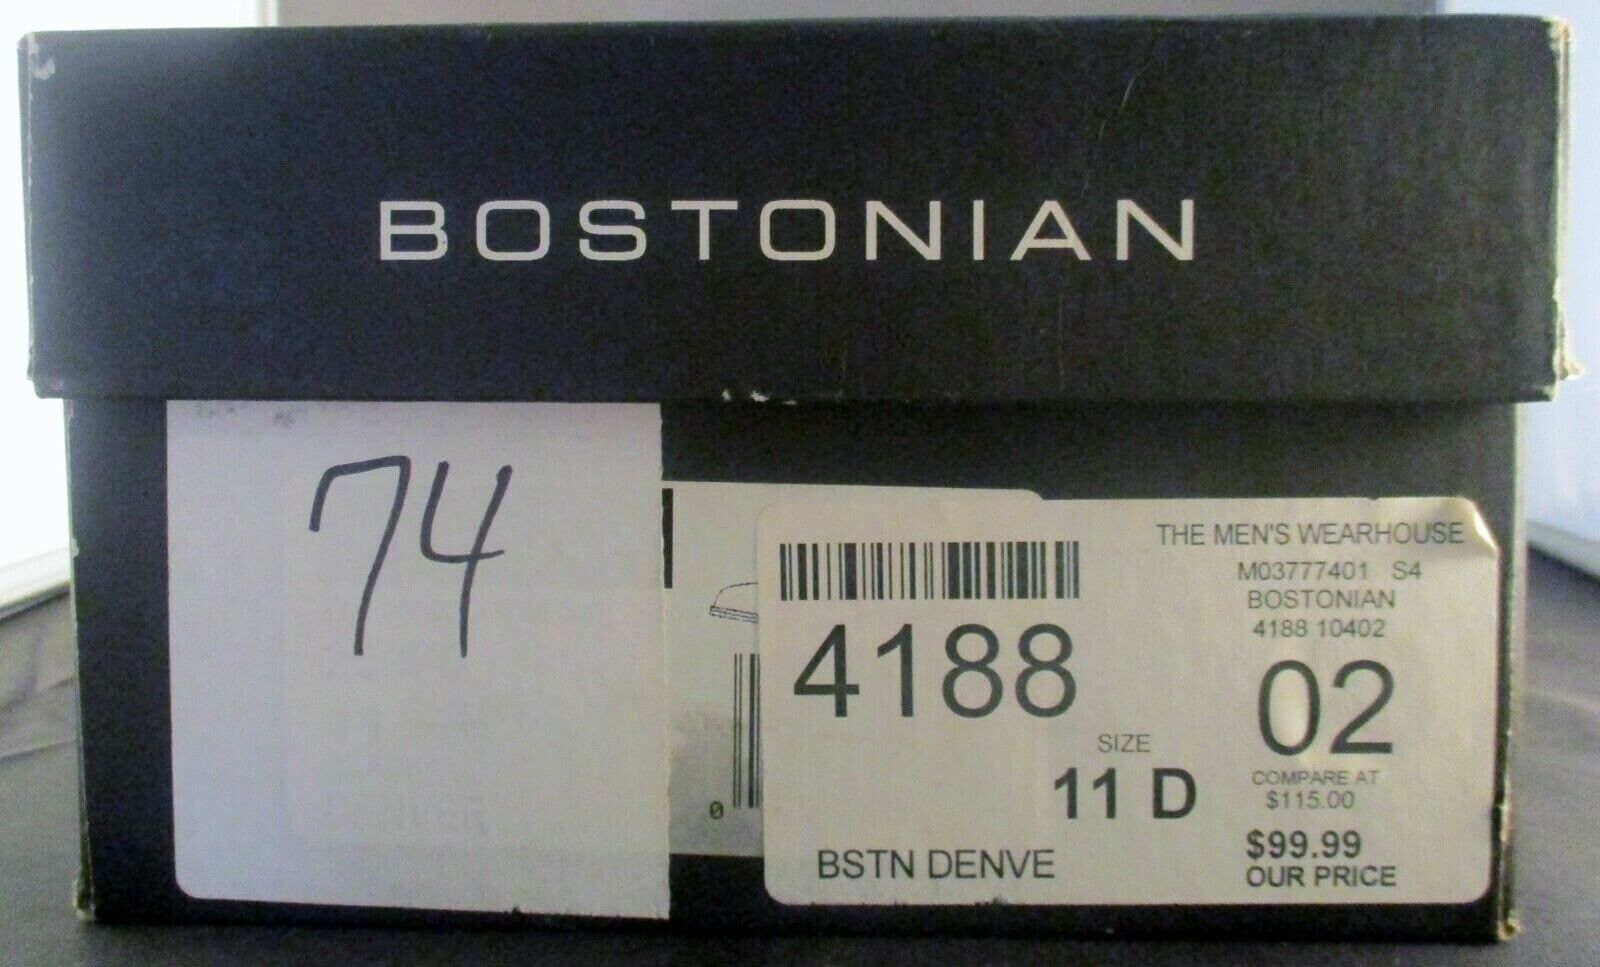 BOSTONIAN
74
THE MEN'S WEARHOUSE
M03777401 S4
BOSTONIAN
4188 10402
4188
02
SIZE
11 D
COMPARE AT
$115.00
$99.99
OUR PRICE
BSTN DENVE
0